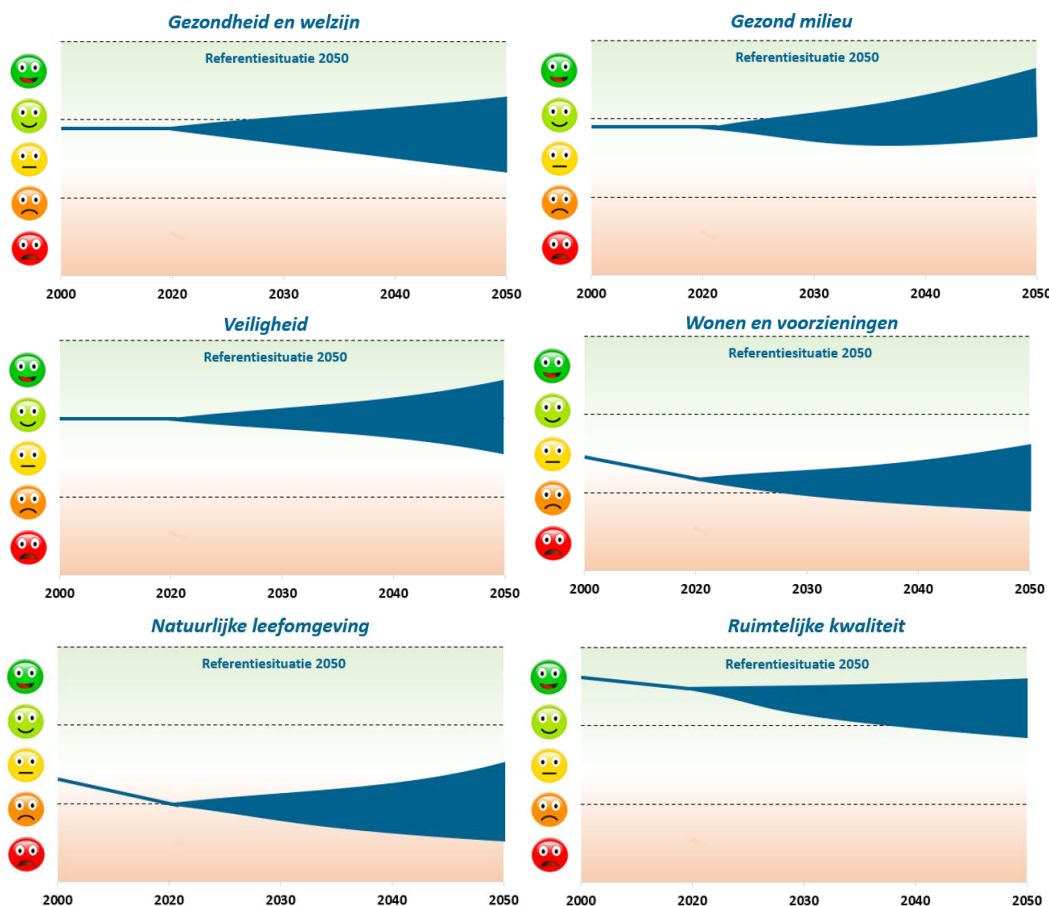 Gezondheid en welzijn
Referentiesituatie 2050
2000 2020 2030 2040 2050
Gezond milieu
Referentiesituatie 2050
2000 2020 2030 2040 2050
Veiligheid
Referentiesituatie 2050
2000 2020 2030 2040 2050
Wonen en voorzieningen
Referentiesituatie 2050
2000 2020 2030 2040 2050
Natuurlijke leefomgeving
Referentiesituatie 2050
2000 2020 2030 2040 2050
Ruimtelijke kwaliteit
Referentiesituatie 2050
2000 2020 2030 2040 2050